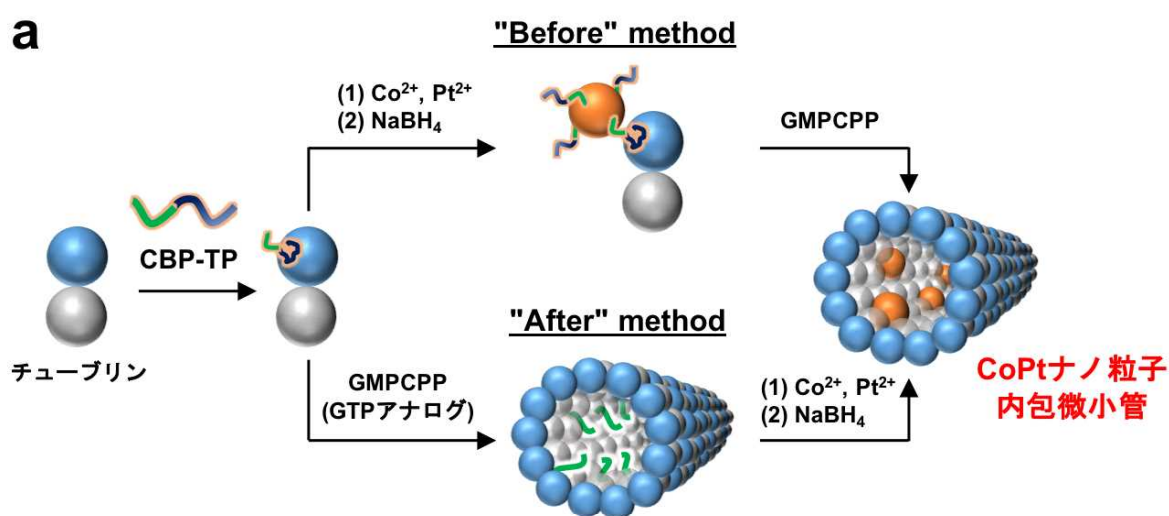 a
"Before" method
(1) Co²⁺, Pt²⁺
(2) NaBH₄
GMPCPP
CBP-TP
チューブリン
"After" method
GMPCPP
(GTPアナログ)
(1) Co²⁺, Pt²⁺
(2) NaBH₄
CoPtナノ粒子
内包微小管